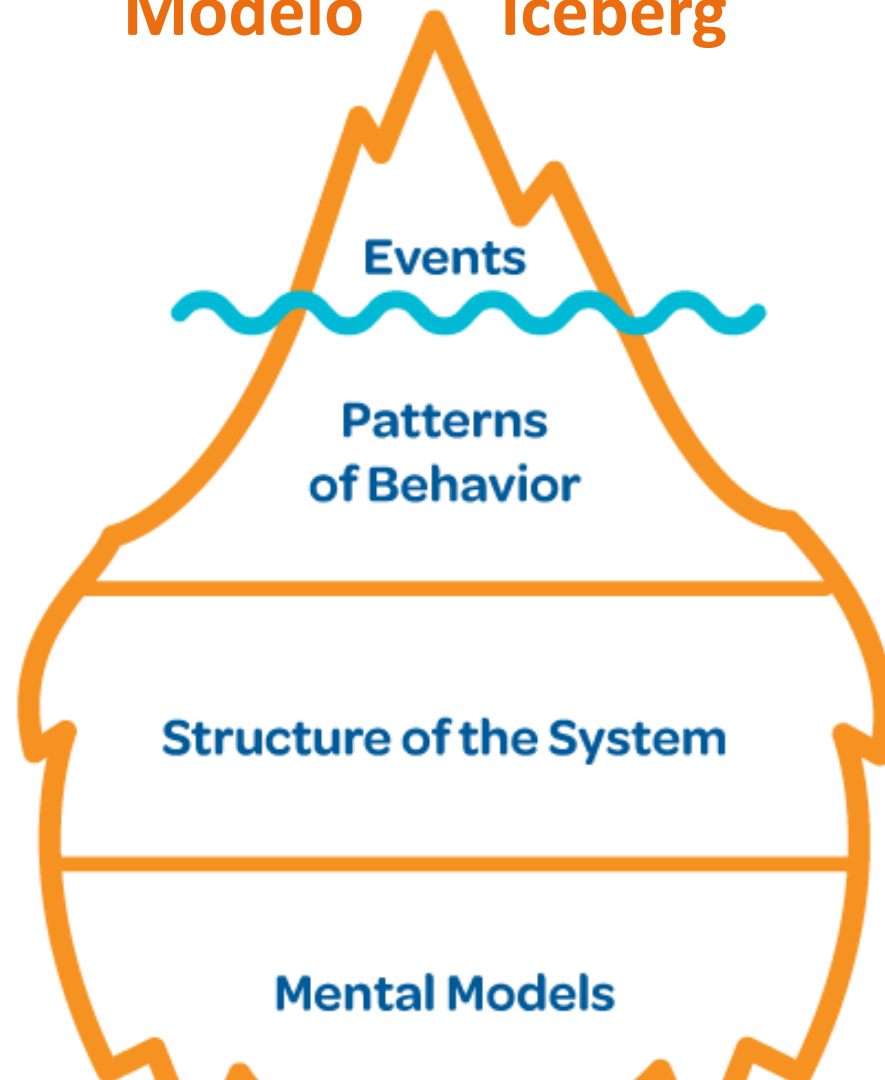 Modelo Iceberg
Events
Patterns
of Behavior
Structure of the System
Mental Models